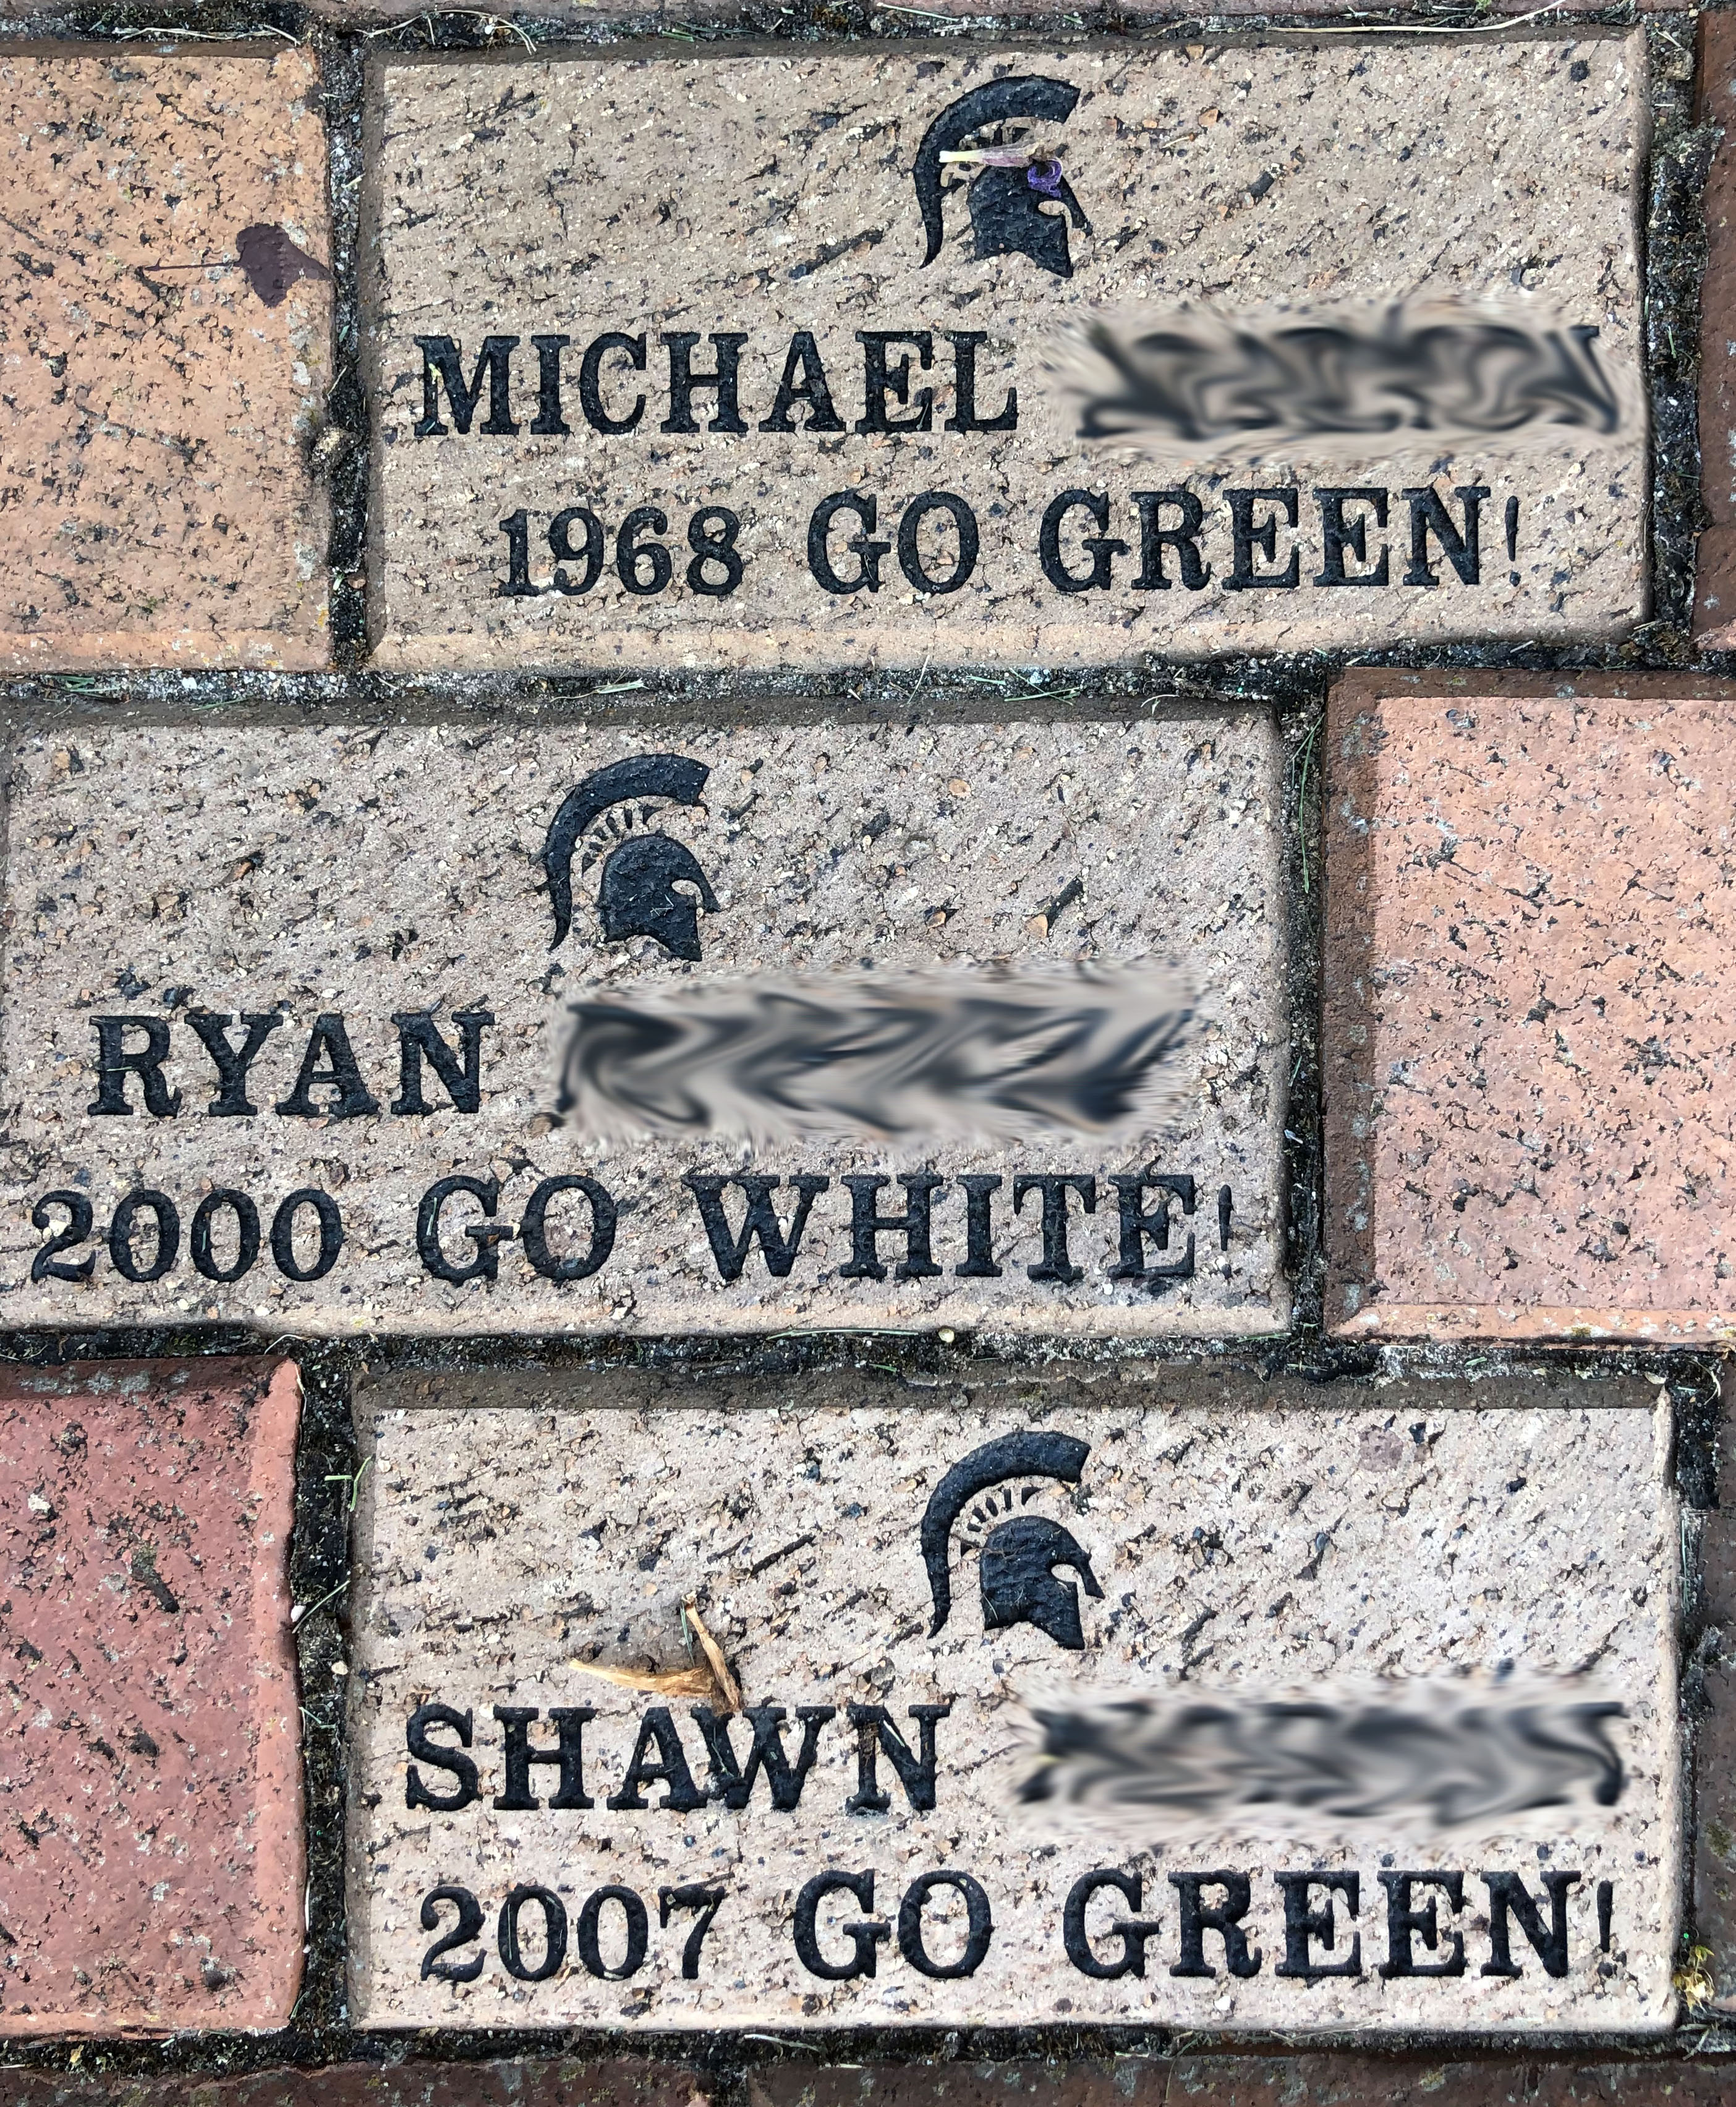 MICHAEL
1968 GO GREEN!
RYAN
2000 GO WHITE!
SHAWN
2007 GO GREEN!